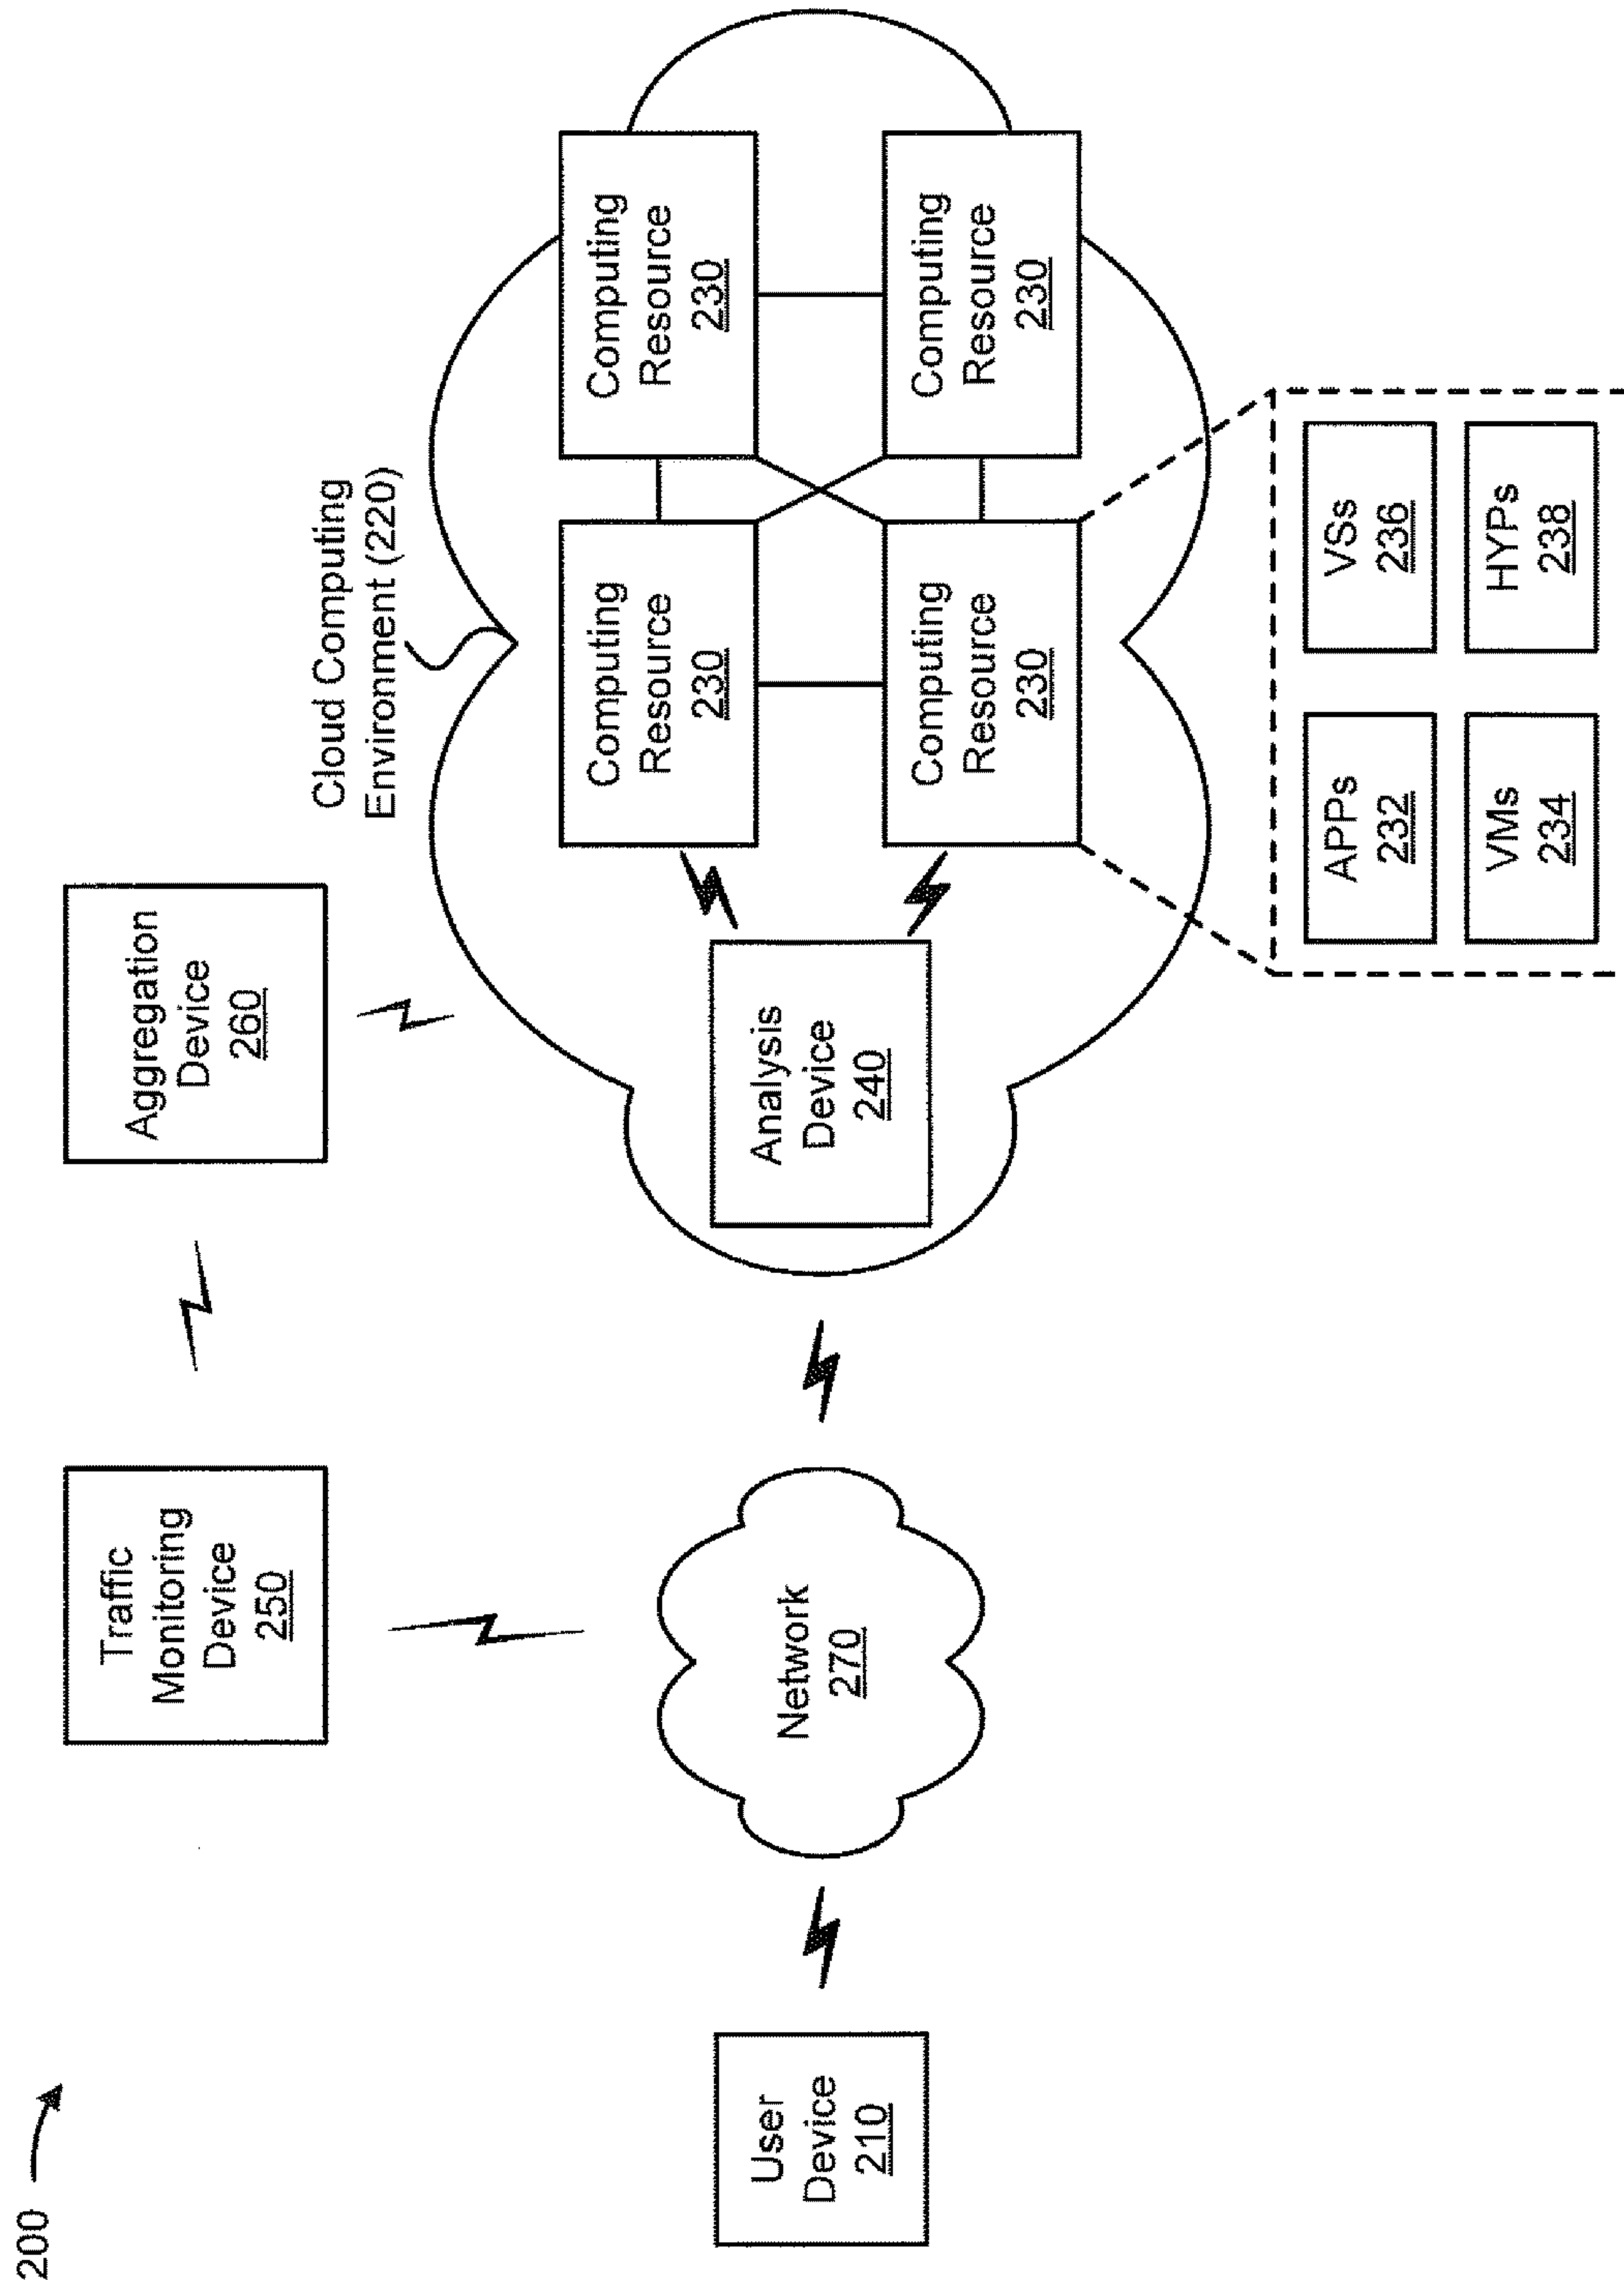 200
Traffic
Monitoring
Device
250
Aggregation
Device
260
Cloud Computing
Environment (220)
User
Device
210
Network
270
Analysis
Device
240
Computing
Resource
230
Computing
Resource
230
Computing
Resource
230
Computing
Resource
230
APPs
232
VSs
236
VMs
234
HYPs
238